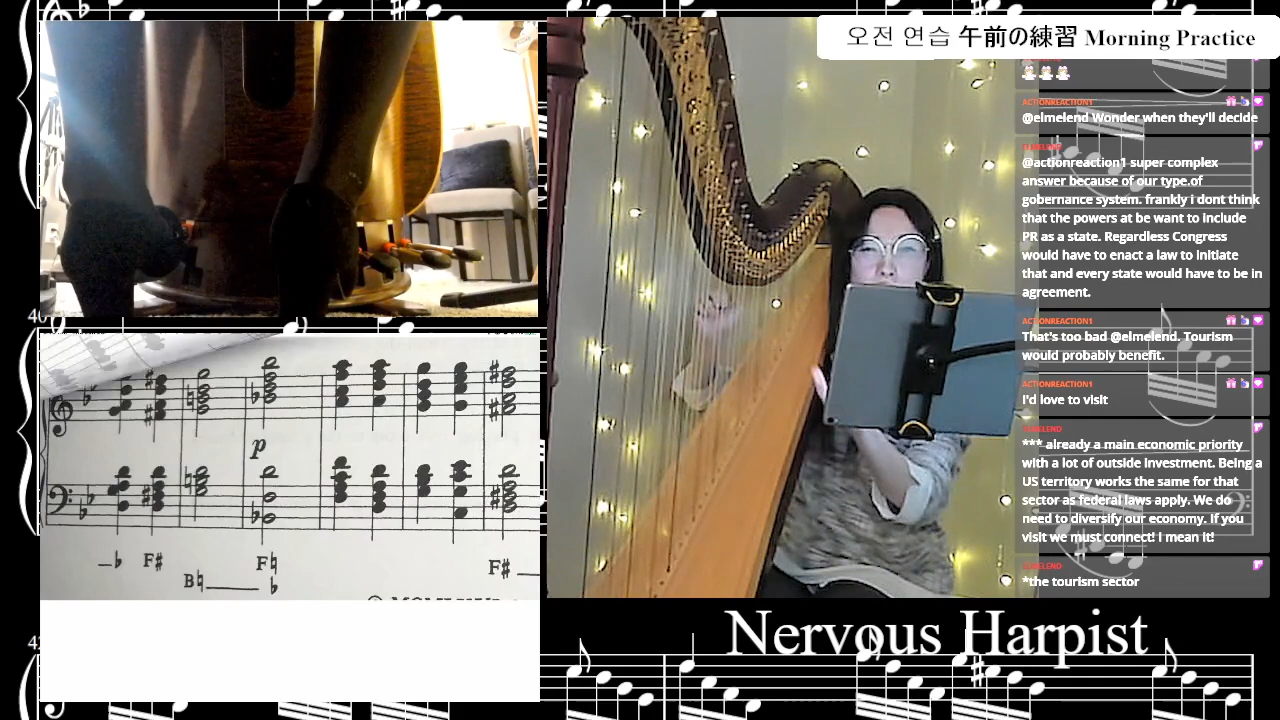 오전 연습 午前の練習 Morning Practice
ACTIONREACTION1
@elmelend Wonder when they'll decide
ELMELEND
@actionreaction1 super complex
answer because of our type.of
gobernance system. frankly i dont think
that the powers at be want to include
PR as a state. Regardless Congress
would have to enact a law to initiate
that and every state would have to be in
agreement.
ACTIONREACTION1
That's too bad @elmelend. Tourism
would probably benefit.
ACTIONREACTION1
I'd love to visit
ELMELEND
*** already a main economic priority
with a lot of outside investment. Being a
US territory works the same for that
sector as federal laws apply. We do
need to diversify our economy. If you
visit we must connect! I mean it!
ELMELEND
*the tourism sector
40
p
F# F♮ F#
B♮ ♭
Nervous Harpist